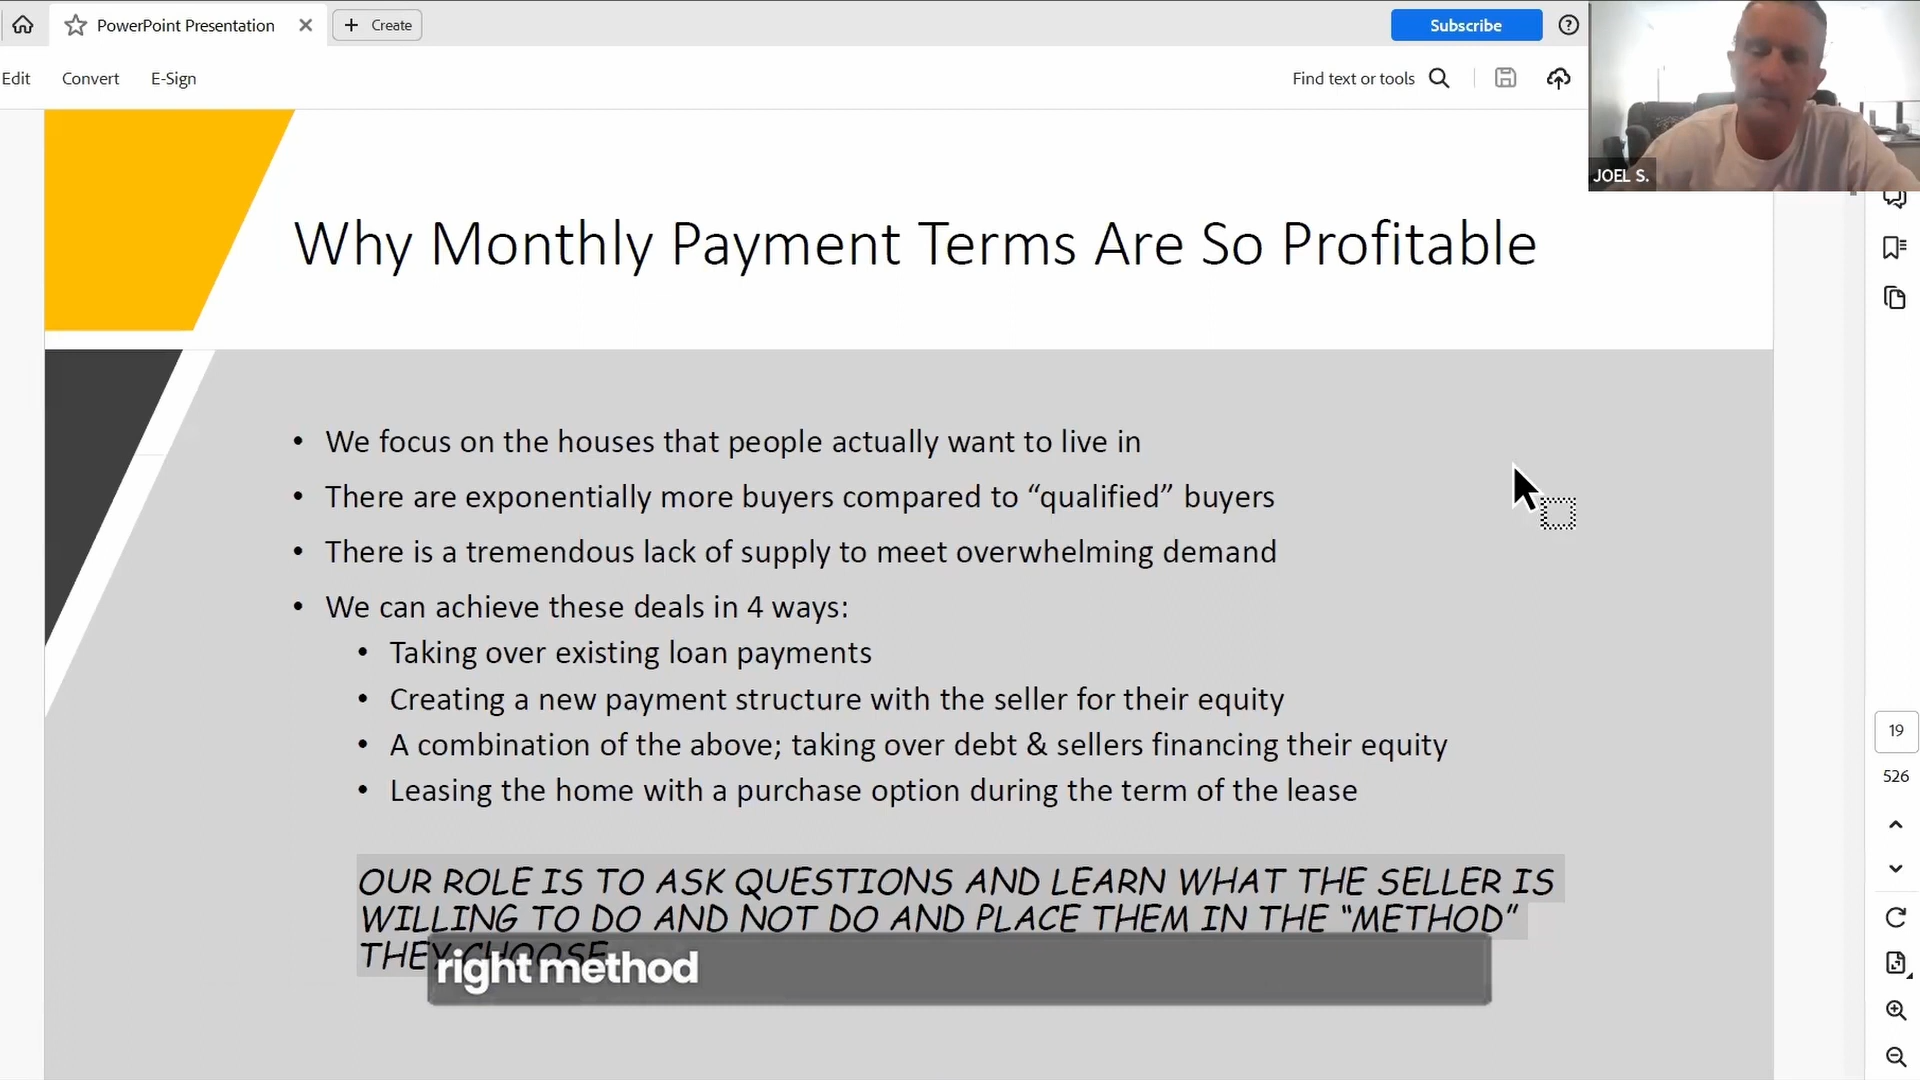 PowerPoint Presentation
Create
Subscribe
Edit
Convert
E-Sign
Find text or tools
JOEL S.
Why Monthly Payment Terms Are So Profitable
• We focus on the houses that people actually want to live in
• There are exponentially more buyers compared to “qualified” buyers
• There is a tremendous lack of supply to meet overwhelming demand
• We can achieve these deals in 4 ways:
• Taking over existing loan payments
• Creating a new payment structure with the seller for their equity
• A combination of the above; taking over debt & sellers financing their equity
• Leasing the home with a purchase option during the term of the lease
OUR ROLE IS TO ASK QUESTIONS AND LEARN WHAT THE SELLER IS
WILLING TO DO AND NOT DO AND PLACE THEM IN THE “METHOD”
THEY CHOOSE
right method
19
526